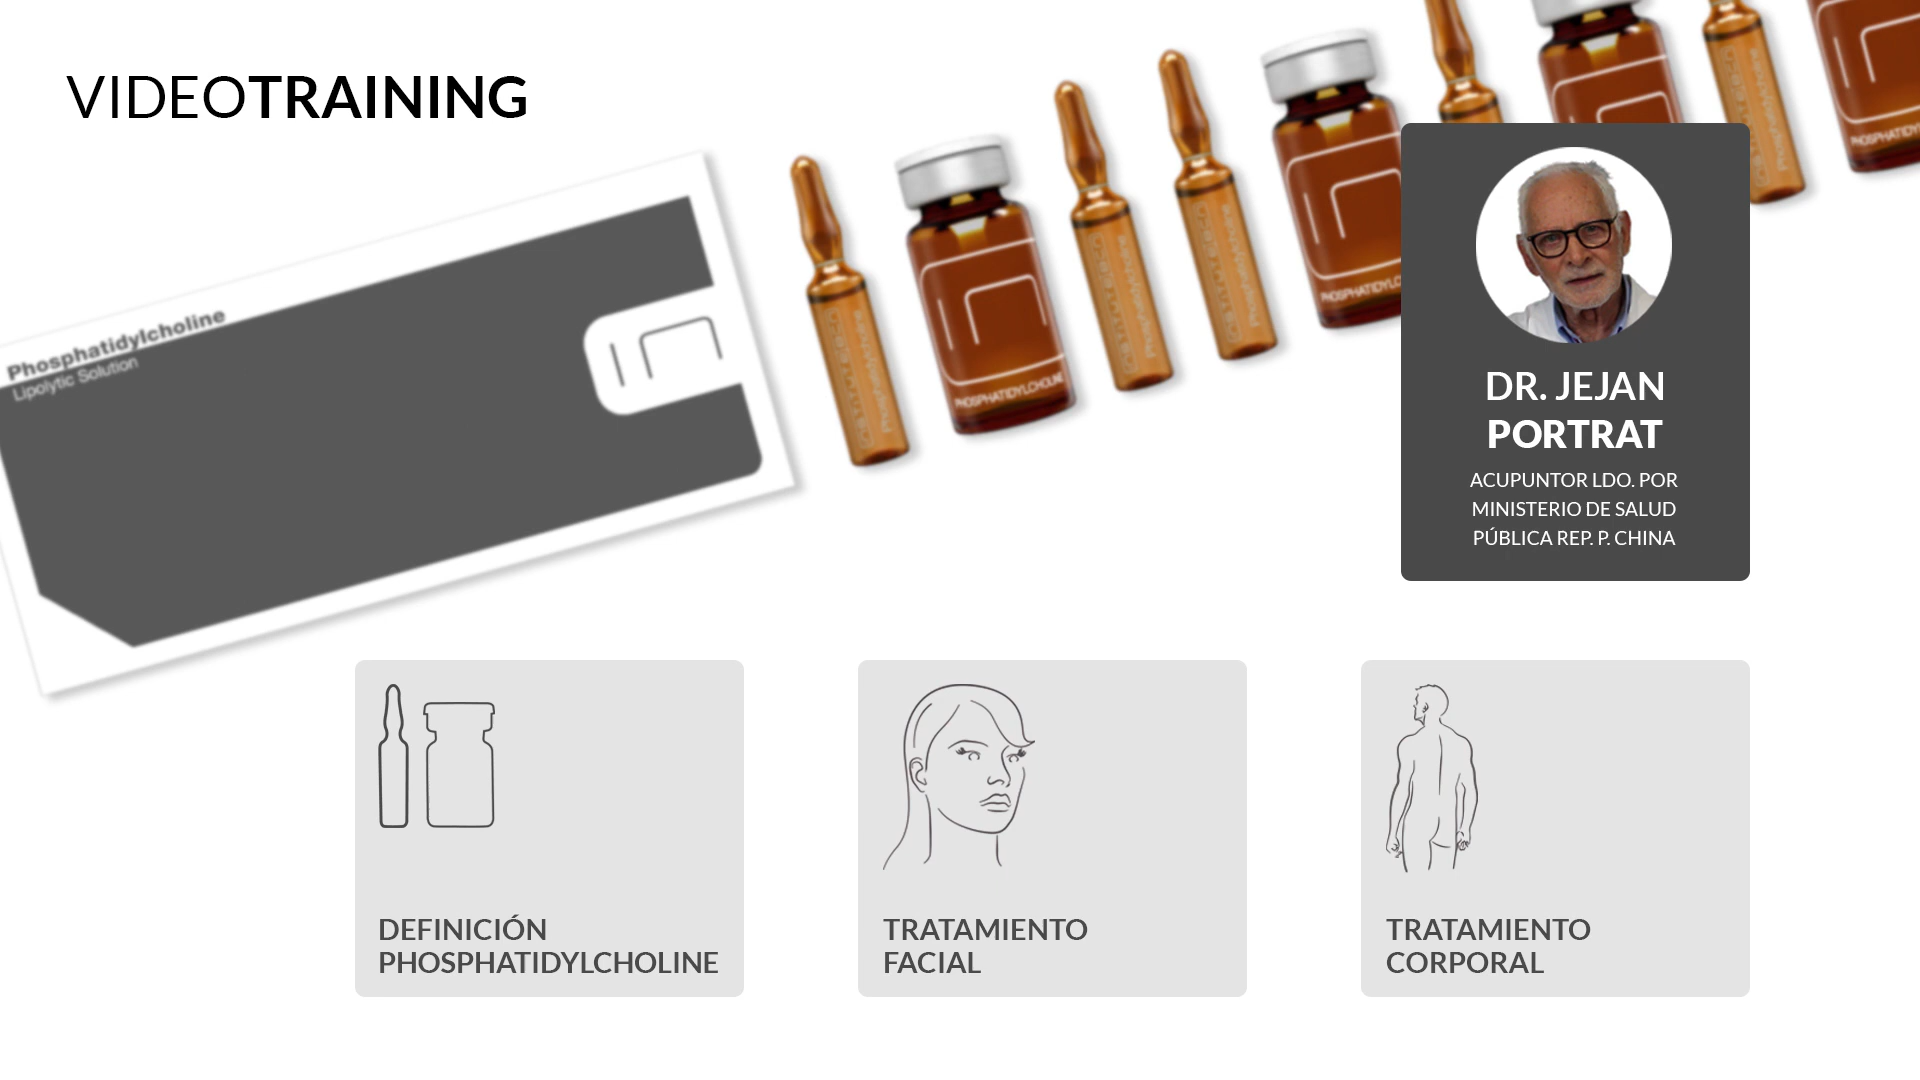 VIDEOTRAINING
Phosphatidylcholine
Lipolytic Solution
PHOSPHATIDYLCHOLINE
DR. JEJAN
PORTRAT
ACUPUNTOR LDO. POR
MINISTERIO DE SALUD
PÚBLICA REP. P. CHINA
DEFINICIÓN
PHOSPHATIDYLCHOLINE
TRATAMIENTO
FACIAL
TRATAMIENTO
CORPORAL